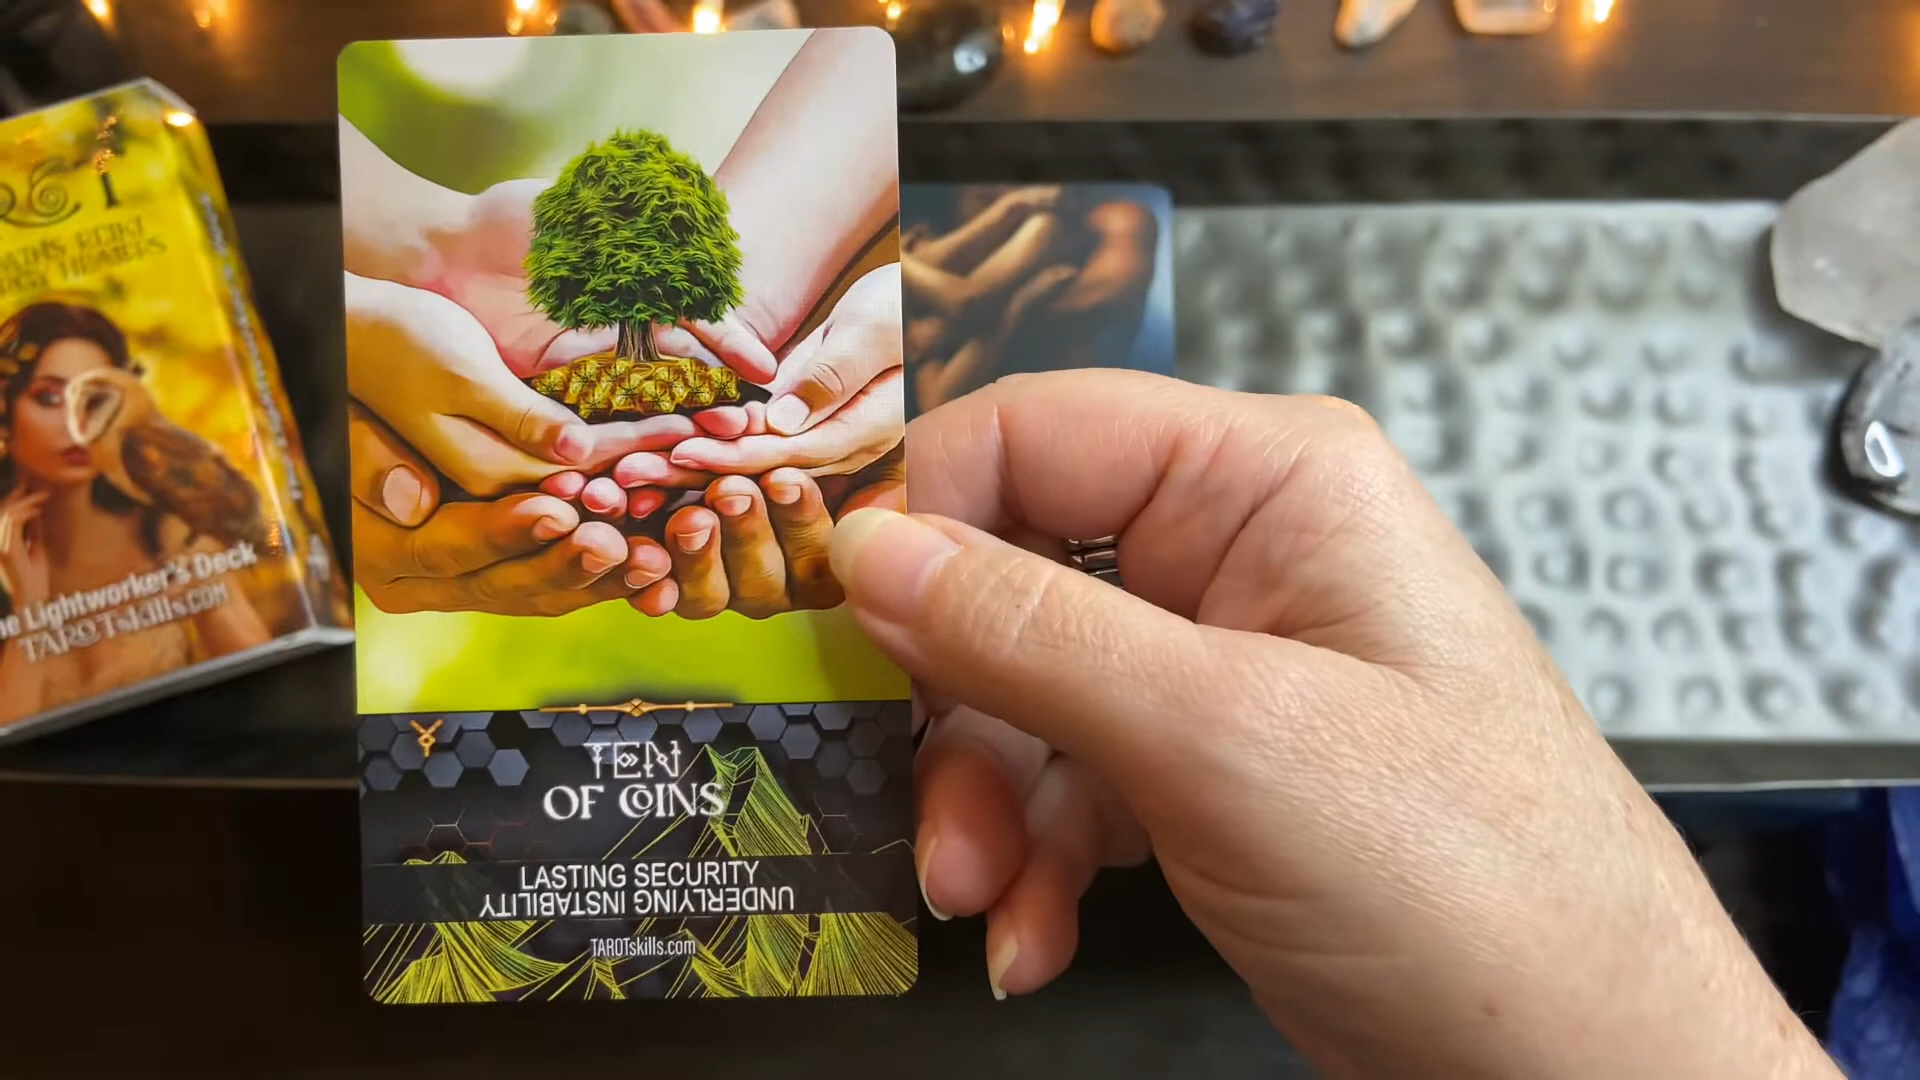 TEN
OF COINS
LASTING SECURITY
UNDERLYING INSTABILITY
TAROTskills.com
The Lightworker's Deck
TAROTskills.com